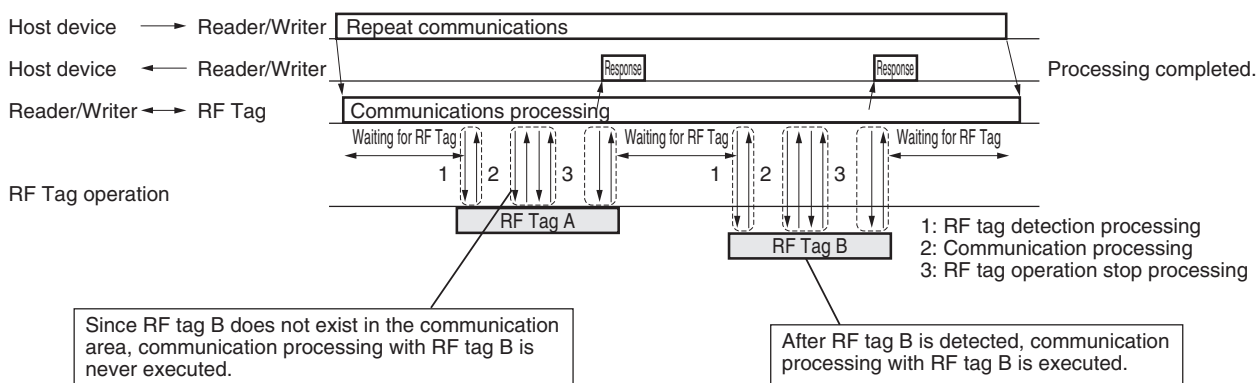 Host device Reader/Writer Repeat communications
Host device Reader/Writer Response Response Processing completed.
Reader/Writer RF Tag Communications processing
Waiting for RF Tag Waiting for RF Tag Waiting for RF Tag
1 2 3 1 2 3
RF Tag operation
RF Tag A
1: RF tag detection processing
RF Tag B
2: Communication processing
3: RF tag operation stop processing
Since RF tag B does not exist in the communication
area, communication processing with RF tag B is
never executed.
After RF tag B is detected, communication
processing with RF tag B is executed.